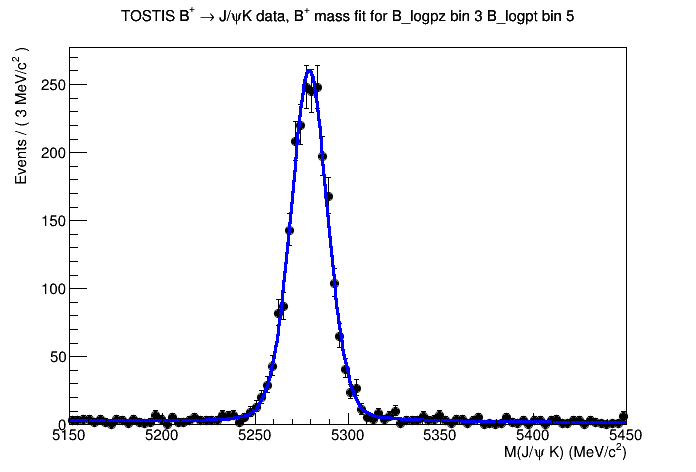 TOSTIS B⁺ → J/ψK data, B⁺ mass fit for B_logpz bin 3 B_logpt bin 5
Events / ( 3 MeV/c² )
250
200
150
100
50
0
5150 5200 5250 5300 5350 5400 5450
M(J/ψ K) (MeV/c²)